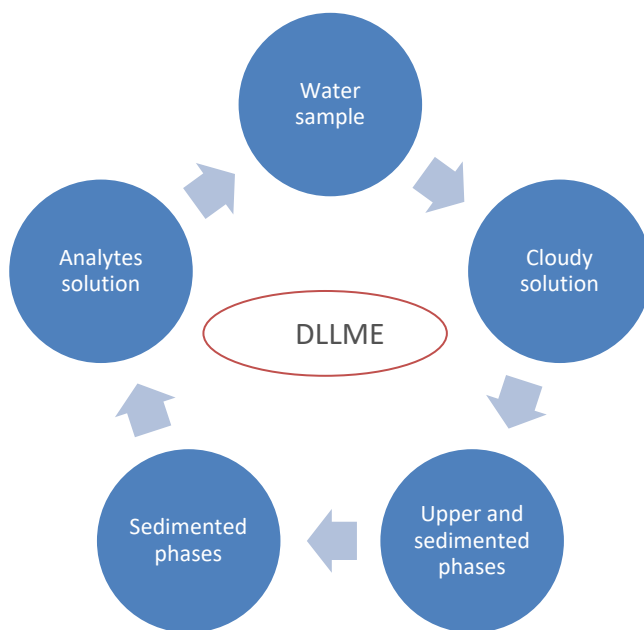 Water
sample
Cloudy
solution
Upper and
sedimented
phases
Sedimented
phases
Analytes
solution
DLLME